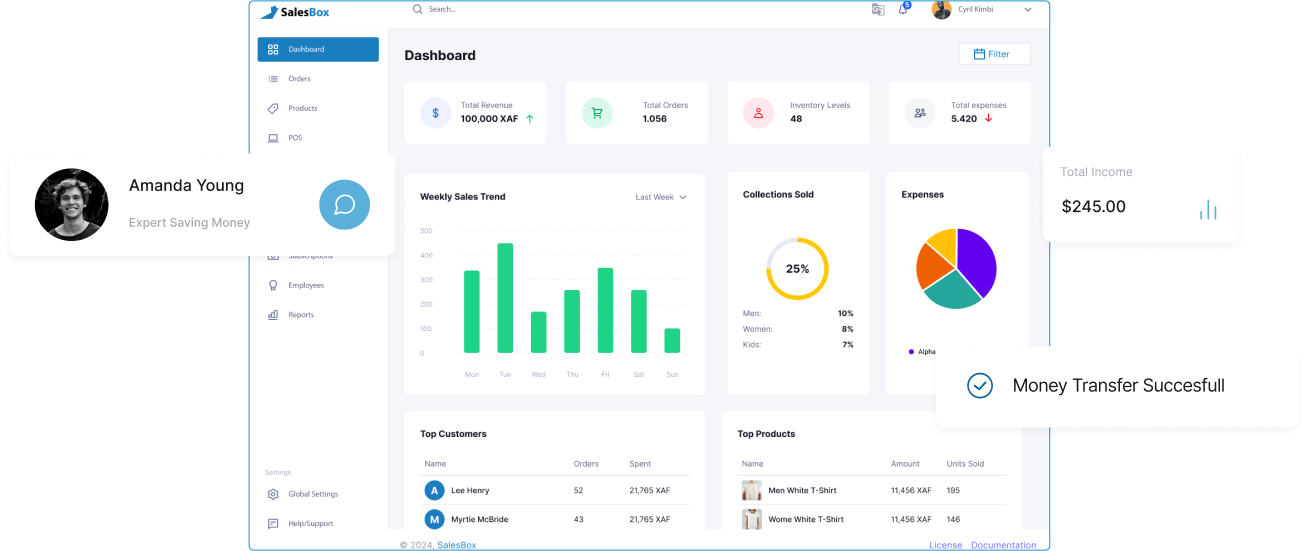 SalesBox
Search...
5
Cyril Kimbi
Dashboard
Orders
Products
POS
Amanda Young
Expert Saving Money
Subscriptions
Employees
Reports
Settings
Global Settings
Help/Support
Dashboard
Filter
Total Revenue
100,000 XAF
Total Orders
1.056
Inventory Levels
48
Total expenses
5.420
Total Income
$245.00
Weekly Sales Trend
Last Week
500
400
300
200
100
0
Mon Tue Wed Thu Fri Sat Sun
Collections Sold
25%
Men: 10%
Women: 8%
Kids: 7%
Expenses
Alpha
Money Transfer Succesfull
Top Customers
Name Orders Spent
A Lee Henry 52 21,765 XAF
M Myrtie McBride 43 21,765 XAF
Top Products
Name Amount Units Sold
Men White T-Shirt 11,456 XAF 195
Wome White T-Shirt 11,456 XAF 146
© 2024, SalesBox
License Documentation